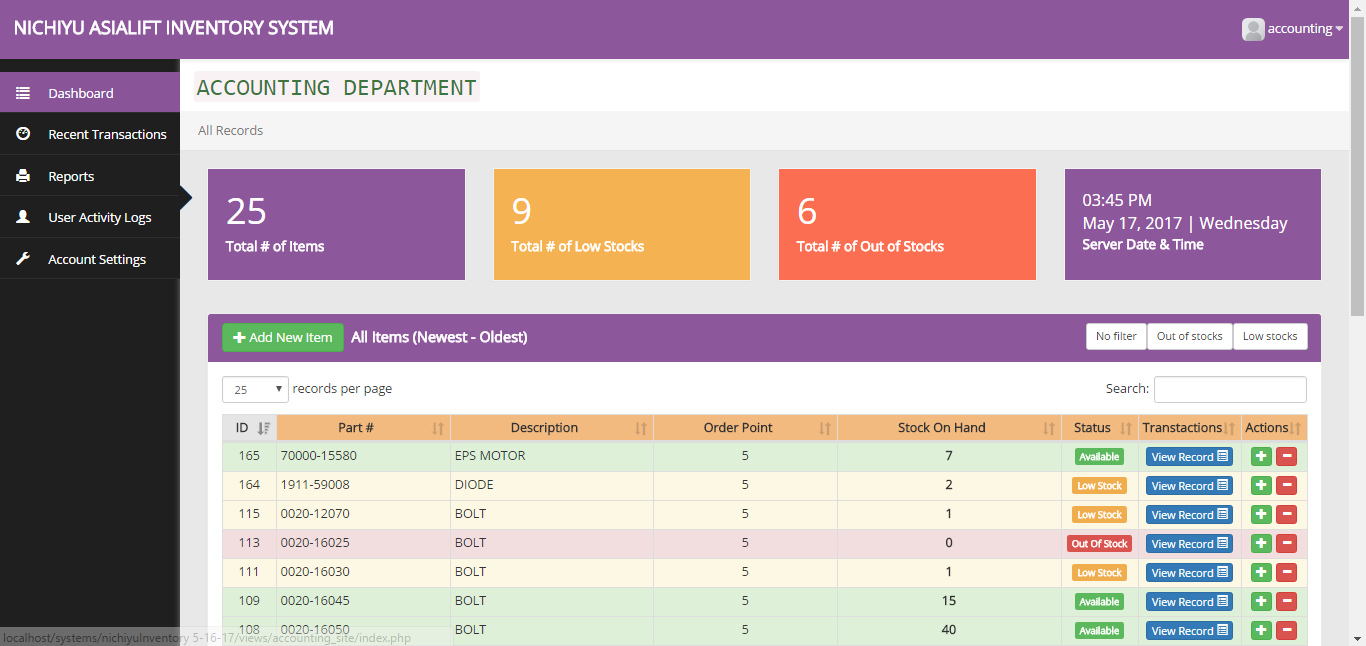 NICHIYU ASIALIFT INVENTORY SYSTEM
accounting
Dashboard
Recent Transactions
Reports
User Activity Logs
Account Settings
ACCOUNTING DEPARTMENT
All Records
25
Total # of Items
9
Total # of Low Stocks
6
Total # of Out of Stocks
03:45 PM
May 17, 2017 | Wednesday
Server Date & Time
Add New Item All Items (Newest - Oldest) No filter Out of stocks Low stocks
25 records per page Search:
ID Part # Description Order Point Stock On Hand Status Transtactions Actions
165 70000-15580 EPS MOTOR 5 7 Available View Record
164 1911-59008 DIODE 5 2 Low Stock View Record
115 0020-12070 BOLT 5 1 Low Stock View Record
113 0020-16025 BOLT 5 0 Out Of Stock View Record
111 0020-16030 BOLT 5 1 Low Stock View Record
109 0020-16045 BOLT 5 15 Available View Record
108 0020-16050 BOLT 5 40 Available View Record
localhost/systems/nichiyuInventory 5-16-17/views/accounting_site/index.php